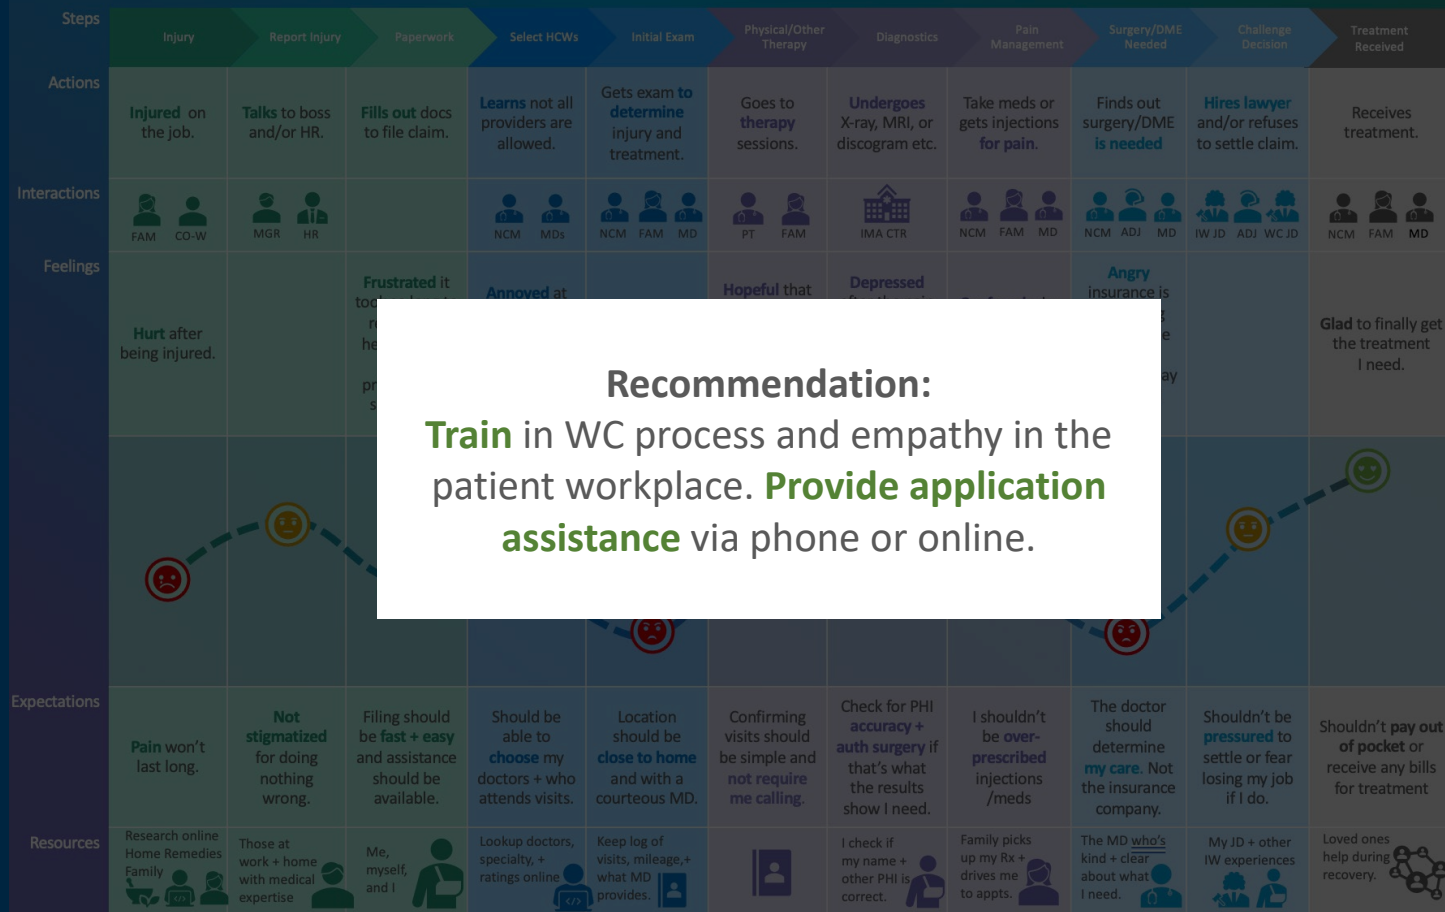 Steps
Injury
Report Injury
Paperwork
Select HCWs
Initial Exam
Physical/Other
Therapy
Diagnostics
Pain
Management
Surgery/DME
Needed
Challenge
Decision
Treatment
Received
Actions
Injured on
the job.
Talks to boss
and/or HR.
Fills out docs
to file claim.
Learns not all
providers are
allowed.
Gets exam to
determine
injury and
treatment.
Goes to
therapy
sessions.
Undergoes
X-ray, MRI, or
discogram etc.
Take meds or
gets injections
for pain.
Finds out
surgery/DME
is needed
Hires lawyer
and/or refuses
to settle claim.
Receives
treatment.
Interactions
FAM CO-W
MGR HR
NCM MDs
NCM FAM MD
PT FAM
IMA CTR
NCM FAM MD
NCM ADJ MD
IW JD ADJ WC JD
NCM FAM MD
Feelings
Hurt after
being injured.
Frustrated it
Annoyed at
Hopeful that
Depressed
Angry
insurance is
Glad to finally get
the treatment
I need.
Recommendation:
Train in WC process and empathy in the
patient workplace. Provide application
assistance via phone or online.
Expectations
Pain won't
last long.
Not
stigmatized
for doing
nothing
wrong.
Filing should
be fast + easy
and assistance
should be
available.
Should be
able to
choose my
doctors + who
attends visits.
Location
should be
close to home
and with a
courteous MD.
Confirming
visits should
be simple and
not require
me calling.
Check for PHI
accuracy +
auth surgery if
that's what
the results
show I need.
I shouldn't
be over-
prescribed
injections
/meds
The doctor
should
determine
my care. Not
the insurance
company.
Shouldn't be
pressured to
settle or fear
losing my job
if I do.
Shouldn't pay out
of pocket or
receive any bills
for treatment
Resources
Research online
Home Remedies
Family
Those at
work + home
with medical
expertise
Me,
myself,
and I
Lookup doctors,
specialty, +
ratings online
Keep log of
visits, mileage,+
what MD
provides.
I check if
my name +
other PHI is
correct.
Family picks
up my Rx +
drives me
to appts.
The MD who's
kind + clear
about what
I need.
My JD + other
IW experiences
Loved ones
help during
recovery.